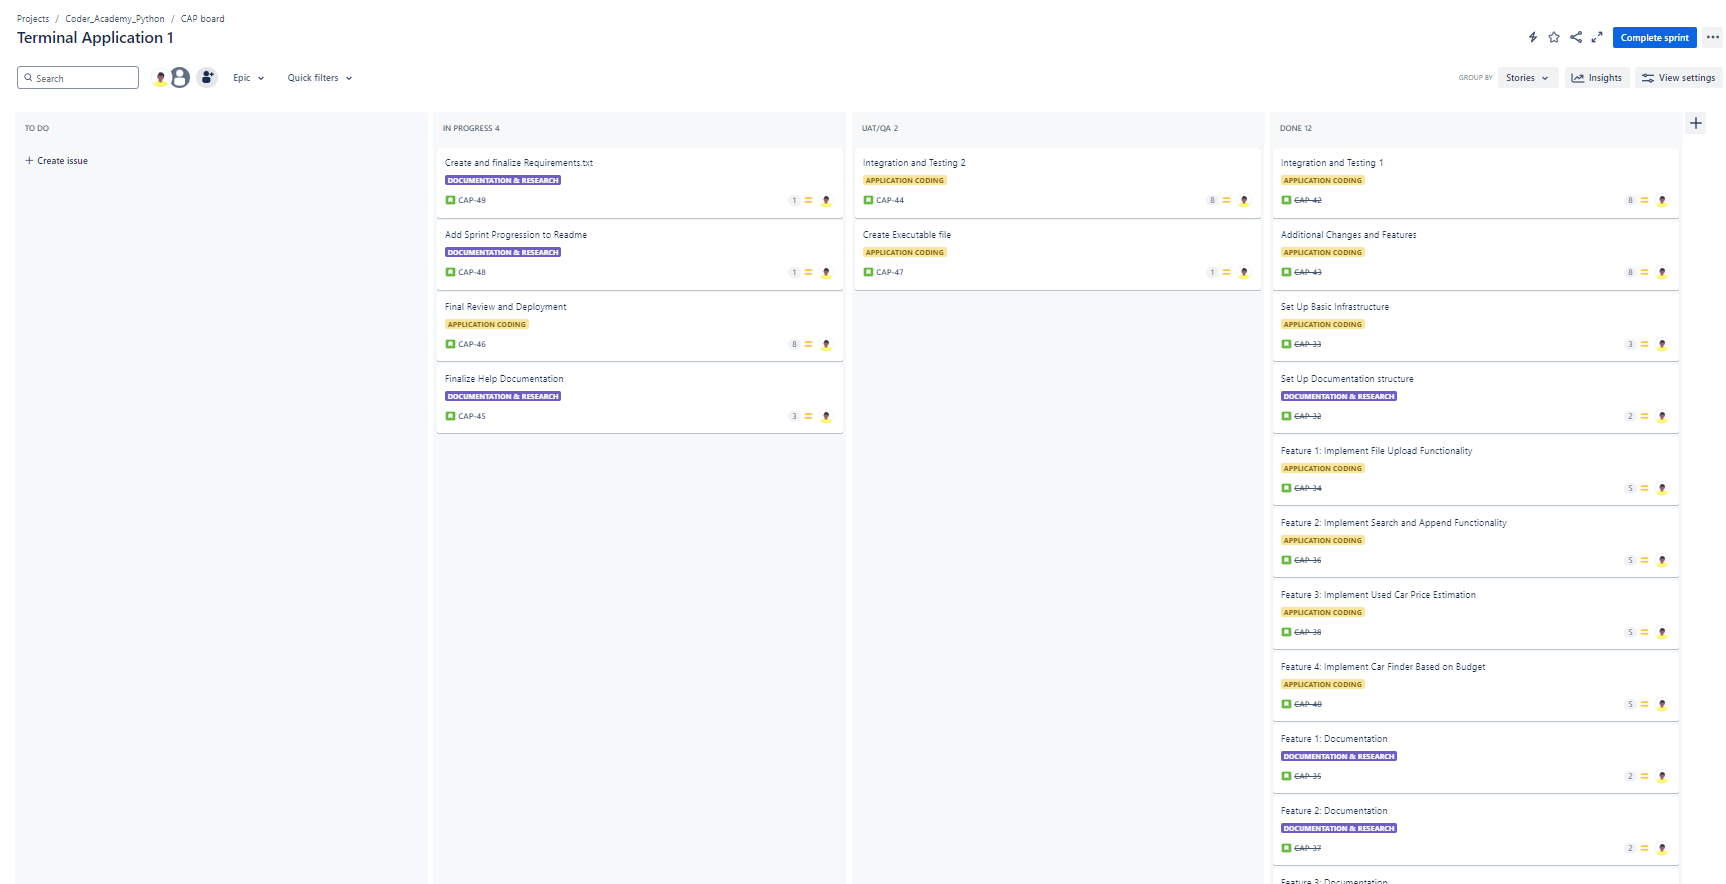 Projects / Coder_Academy_Python / CAP board
Terminal Application 1
Complete sprint
Search
Epic
Quick filters
GROUP BY
Stories
Insights
View settings
TO DO
Create issue
IN PROGRESS 4
Create and finalize Requirements.txt
DOCUMENTATION & RESEARCH
CAP-49
1
Add Sprint Progression to Readme
DOCUMENTATION & RESEARCH
CAP-48
1
Final Review and Deployment
APPLICATION CODING
CAP-46
8
Finalize Help Documentation
DOCUMENTATION & RESEARCH
CAP-45
3
UAT/QA 2
Integration and Testing 2
APPLICATION CODING
CAP-44
8
Create Executable file
APPLICATION CODING
CAP-47
1
DONE 12
Integration and Testing 1
APPLICATION CODING
CAP-42
8
Additional Changes and Features
APPLICATION CODING
CAP-43
8
Set Up Basic Infrastructure
APPLICATION CODING
CAP-33
3
Set Up Documentation structure
DOCUMENTATION & RESEARCH
CAP-32
2
Feature 1: Implement File Upload Functionality
APPLICATION CODING
CAP-34
5
Feature 2: Implement Search and Append Functionality
APPLICATION CODING
CAP-36
5
Feature 3: Implement Used Car Price Estimation
APPLICATION CODING
CAP-38
5
Feature 4: Implement Car Finder Based on Budget
APPLICATION CODING
CAP-40
5
Feature 1: Documentation
DOCUMENTATION & RESEARCH
CAP-35
2
Feature 2: Documentation
DOCUMENTATION & RESEARCH
CAP-37
2
Feature 3: Documentation